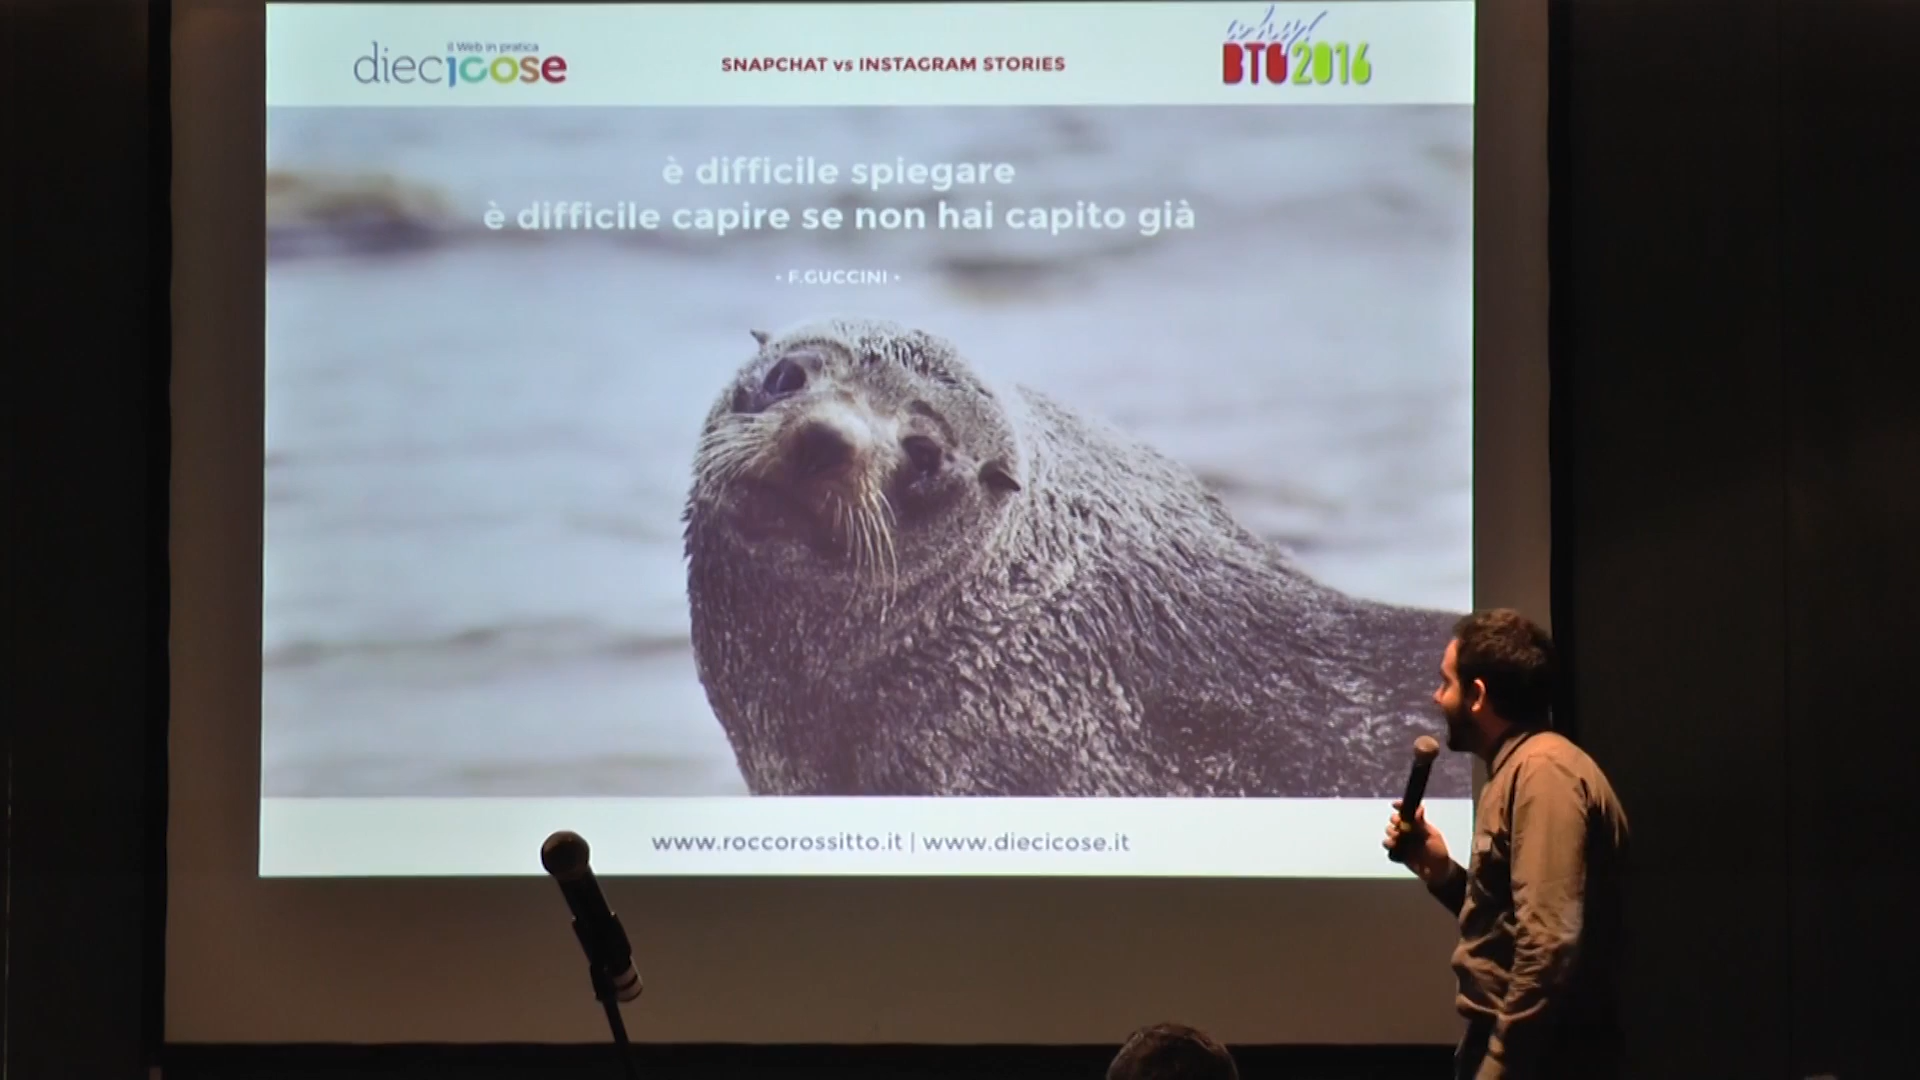 il Web in pratica
diecicose
SNAPCHAT vs INSTAGRAM STORIES
why!
BTO2016
è difficile spiegare
è difficile capire se non hai capito già
• F.GUCCINI •
www.roccorossitto.it | www.diecicose.it